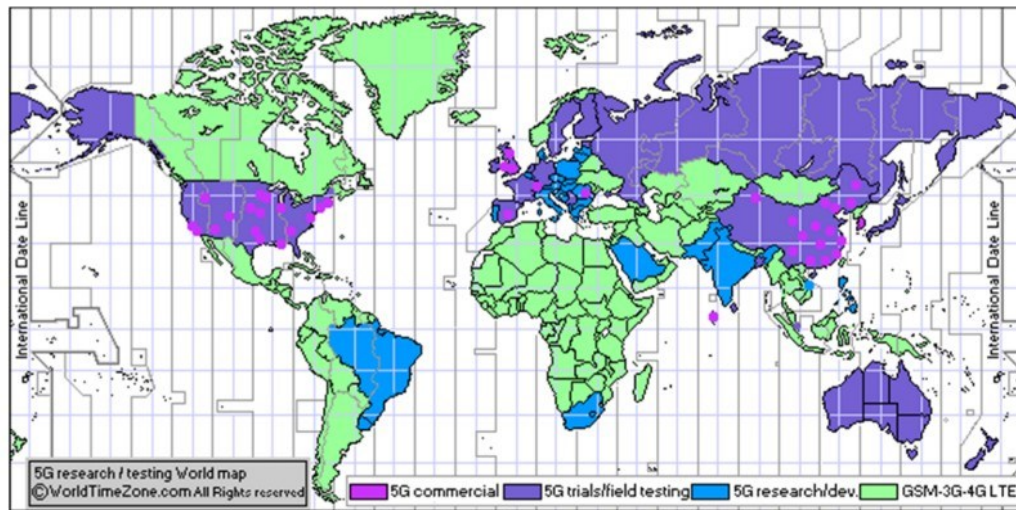 International Date Line
International Date Line
5G research / testing World map
©WorldTimeZone.com All Rights reserved
5G commercial
5G trials/field testing
5G research/dev.
GSM-3G-4G LTE